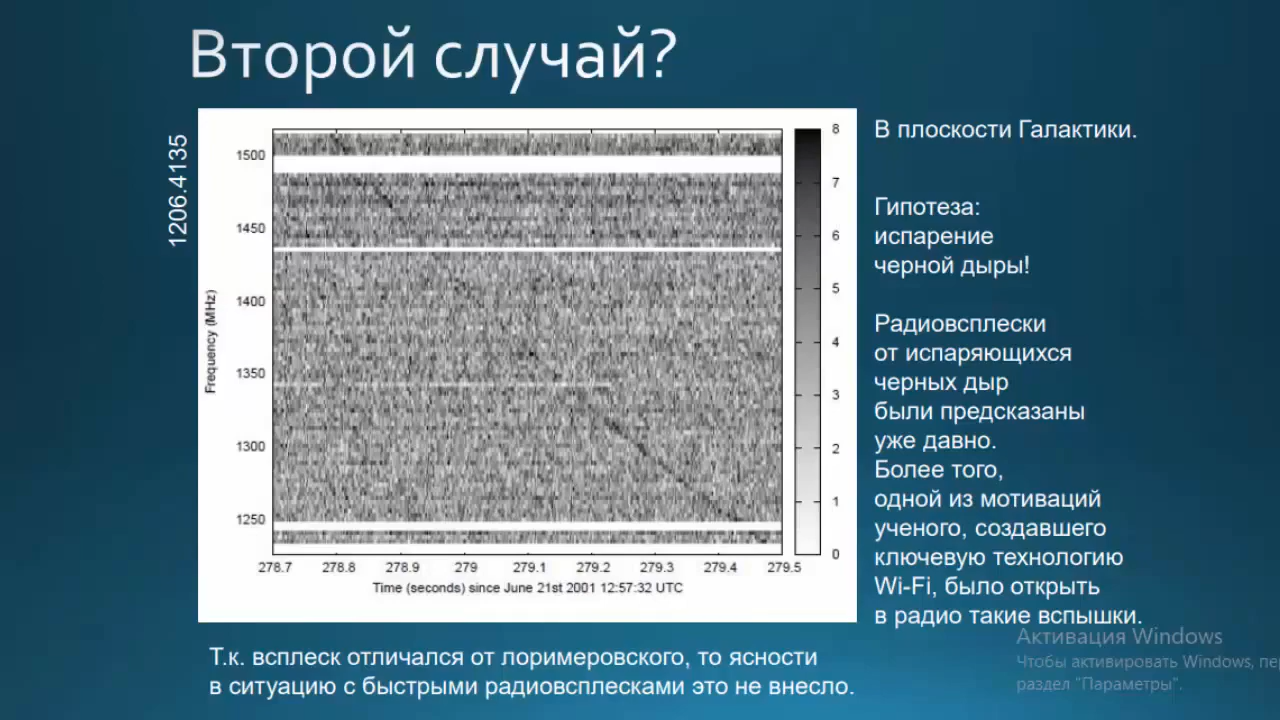 Второй случай?
1206.4135
В плоскости Галактики.
Гипотеза:
испарение
черной дыры!
Радиовсплески
от испаряющихся
черных дыр
были предсказаны
уже давно.
Более того,
одной из мотиваций
ученого, создавшего
ключевую технологию
Wi-Fi, было открыть
в радио такие вспышки.
Frequency (MHz)
1500
1450
1400
1350
1300
1250
278.7 278.8 278.9 279 279.1 279.2 279.3 279.4 279.5
Time (seconds) since June 21st 2001 12:57:32 UTC
8
7
6
5
4
3
2
1
0
Т.к. всплеск отличался от лоримеровского, то ясности
в ситуацию с быстрыми радиовсплесками это не внесло.
Активация Windows
Чтобы активировать Windows, пе
раздел "Параметры".